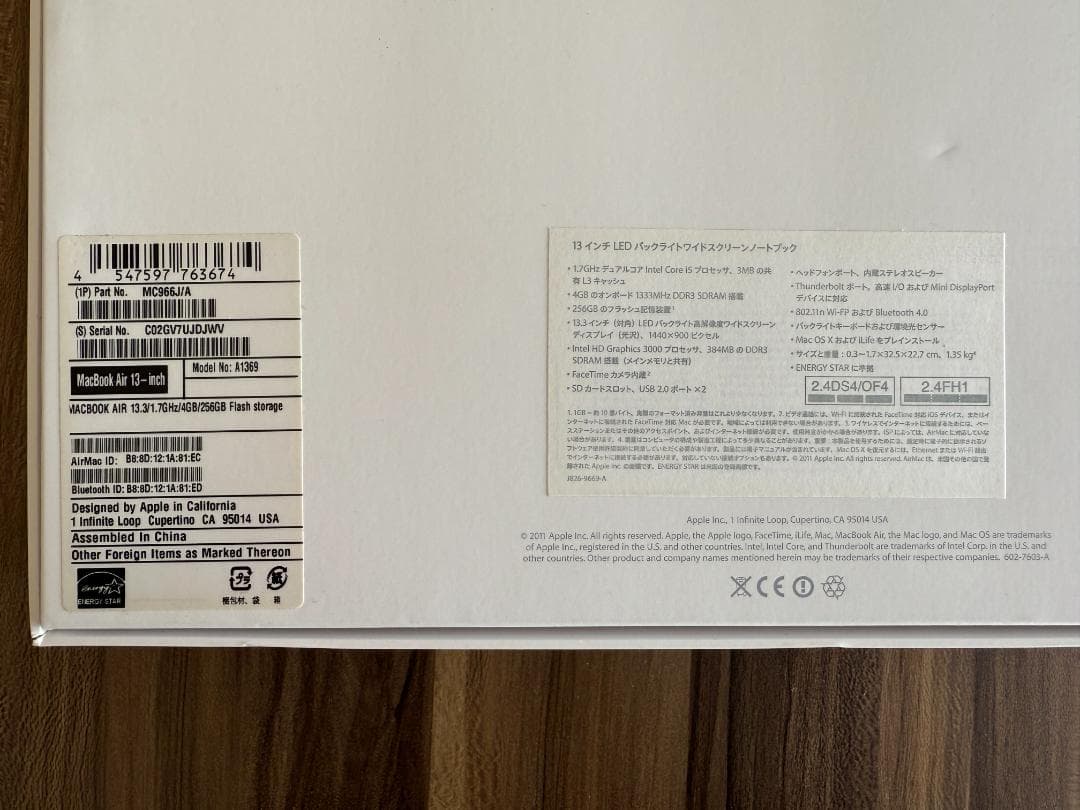 4 547597 763674
(1P) Part No. MC966J/A
(S) Serial No. C02GV7UJDJWV
MacBook Air 13-inch
Model No: A1369
MACBOOK AIR 13.3/1.7GHz/4GB/256GB Flash storage
AirMac ID: B8:8D:12:1A:81:EC
Bluetooth ID: B8:8D:12:1A:81:ED
Designed by Apple in California
1 Infinite Loop Cupertino CA 95014 USA
Assembled In China
Other Foreign Items as Marked Thereon
energy
ENERGY STAR
プラ
紙
梱包材、袋
箱
13 インチ LED バックライトワイドスクリーンノートブック
• 1.7GHz デュアルコア Intel Core i5 プロセッサ、3MB の共
有 L3 キャッシュ
• 4GB のオンボード 1333MHz DDR3 SDRAM 搭載
• 256GB のフラッシュ記憶装置¹
• 13.3 インチ（対角）LED バックライト高解像度ワイドスクリーン
ディスプレイ（光沢）、1440×900 ピクセル
• Intel HD Graphics 3000 プロセッサ、384MB の DDR3
SDRAM 搭載（メインメモリと共有）
• FaceTime カメラ内蔵²
• SD カードスロット、USB 2.0 ポート ×2
• ヘッドフォンポート、内蔵ステレオスピーカー
• Thunderbolt ポート、高速 I/O および Mini DisplayPort
デバイスに対応
• 802.11n Wi-Fi³ および Bluetooth 4.0
• バックライトキーボードおよび環境光センサー
• Mac OS X および iLife をプレインストール
• サイズと重量：0.3〜1.7×32.5×22.7 cm、1.35 kg⁴
• ENERGY STAR に準拠
2.4DS4/OF4
2.4FH1
J826-9669-A
Apple Inc., 1 Infinite Loop, Cupertino, CA 95014 USA
© 2011 Apple Inc. All rights reserved. Apple, the Apple logo, FaceTime, iLife, Mac, MacBook Air, the Mac logo, and Mac OS are trademarks
of Apple Inc., registered in the U.S. and other countries. Intel, Intel Core, and Thunderbolt are trademarks of Intel Corp. in the U.S. and
other countries. Other product and company names mentioned herein may be trademarks of their respective companies. 602-7603-A